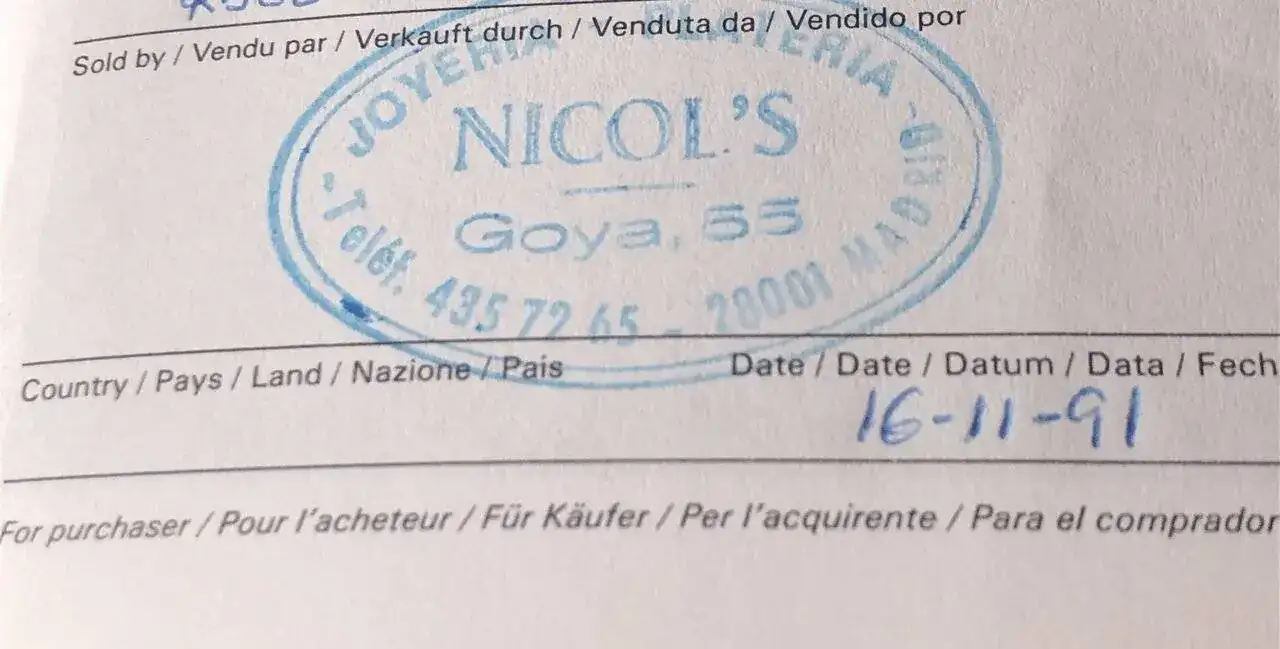 Sold by / Vendu par / Verkauft durch / Venduta da / Vendido por
JOYERIA PLATERIA
NICOL'S
Goya, 55
- Teléf. 435 72 65 - 28001 MADRID -
Country / Pays / Land / Nazione / Pais
Date / Date / Datum / Data / Fech
16-11-91
For purchaser / Pour l'acheteur / Für Käufer / Per l'acquirente / Para el comprador